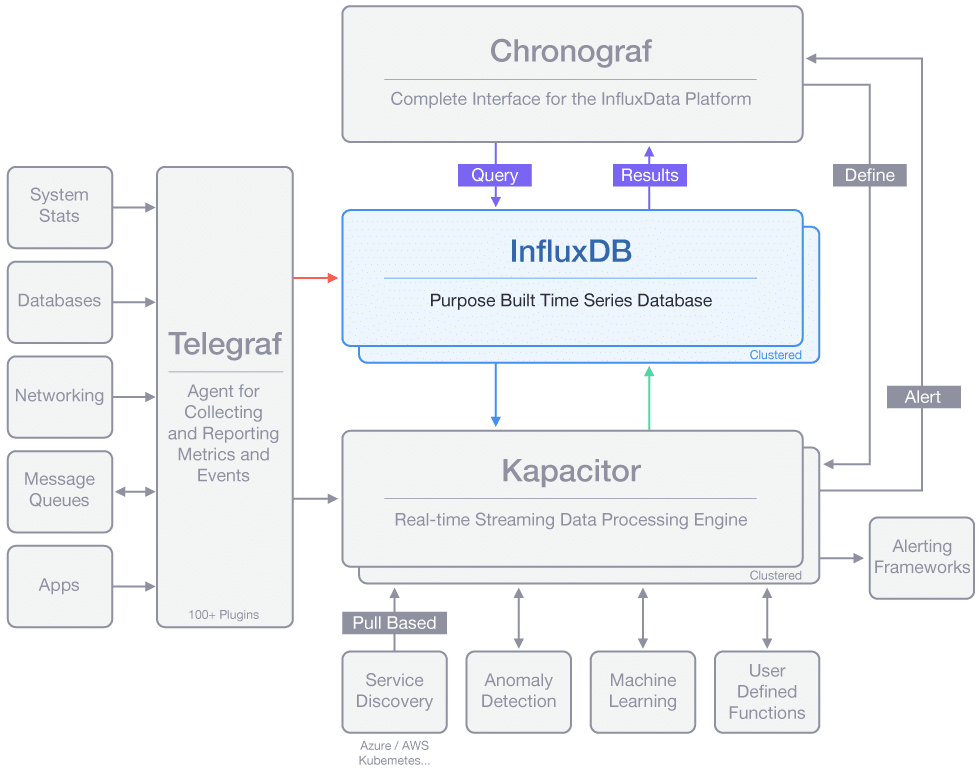 Chronograf
Complete Interface for the InfluxData Platform
Query
Results
Define
System
Stats
Databases
Networking
Message
Queues
Apps
Telegraf
Agent for
Collecting
and Reporting
Metrics and
Events
100+ Plugins
InfluxDB
Purpose Built Time Series Database
Clustered
Alert
Kapacitor
Real-time Streaming Data Processing Engine
Clustered
Alerting
Frameworks
Pull Based
Service
Discovery
Azure / AWS
Kubemetes...
Anomaly
Detection
Machine
Learning
User
Defined
Functions